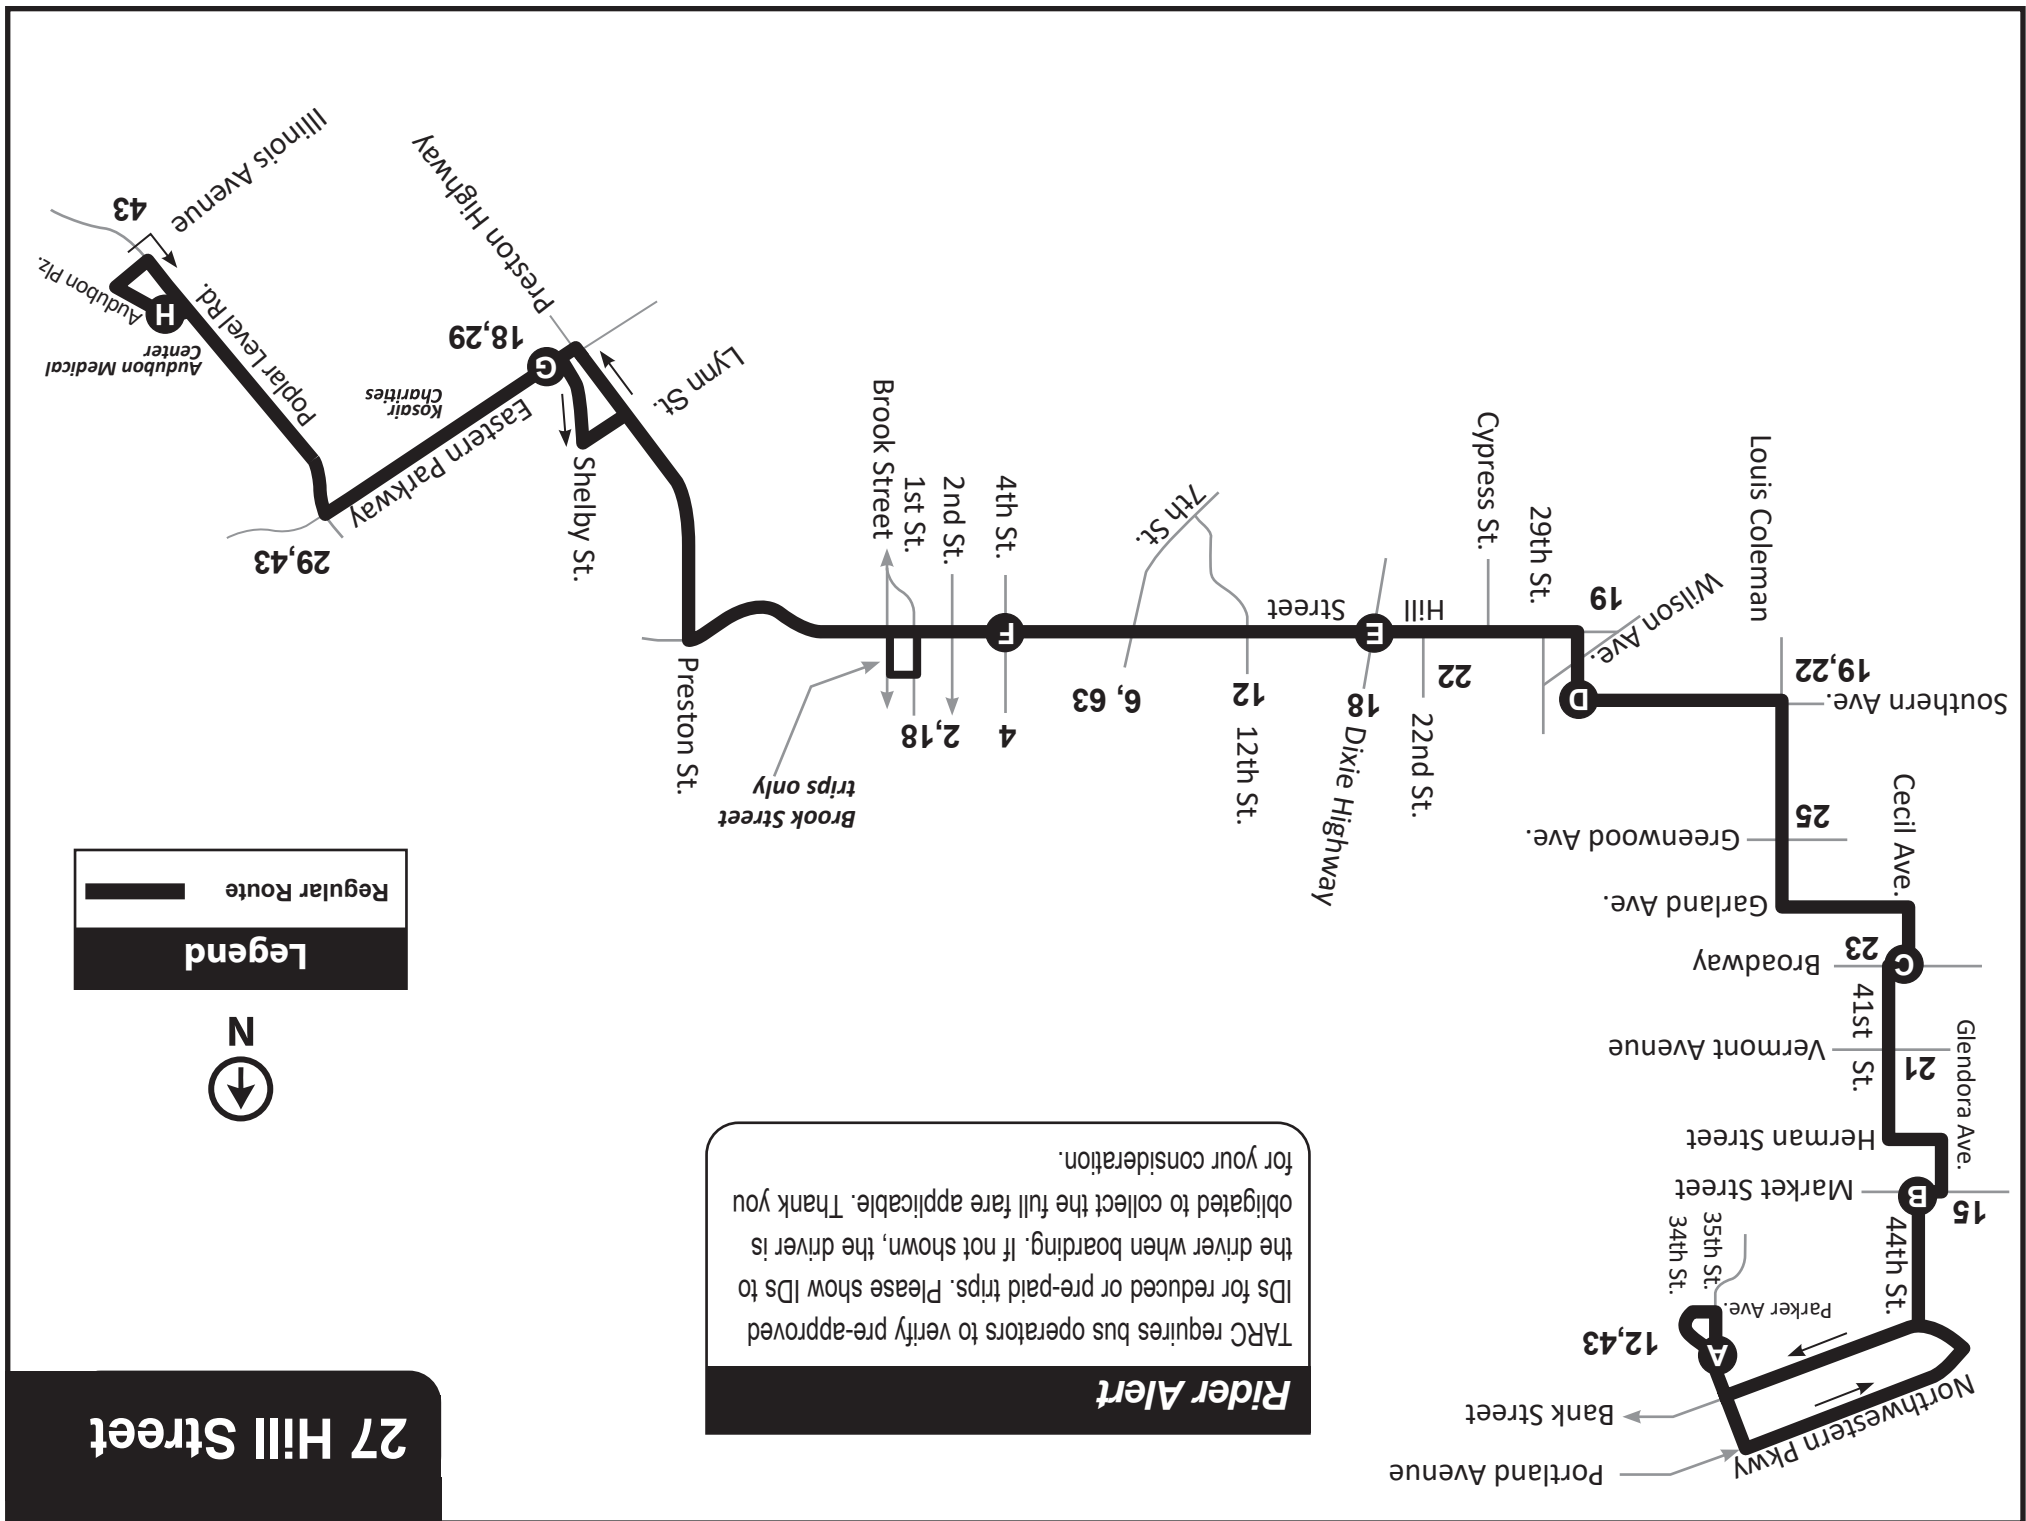 27 Hill Street
Rider Alert
TARC requires bus operators to verify pre-approved
IDs for reduced or pre-paid trips. Please show IDs to
the driver when boarding. If not shown, the driver is
obligated to collect the full fare applicable. Thank you
for your consideration.
Portland Avenue
Northwestern Pkwy
Bank Street
A
12,43
Parker Ave.
35th St.
34th St.
44th St.
15
B
Market Street
Herman Street
Glendora Ave.
21
Vermont Avenue
41st St.
C
23
Broadway
Cecil Ave.
Garland Ave.
25
Greenwood Ave.
Southern Ave.
19,22
Louis Coleman
D
Wilson Ave.
19
29th St.
Cypress St.
22
22nd St.
Hill
Street
E
18
Dixie Highway
12
12th St.
7th St.
6, 63
F
4
4th St.
2,18
2nd St.
1st St.
Brook Street
Brook Street
trips only
Preston St.
Lynn St.
Shelby St.
G
18,29
Preston Highway
Eastern Parkway
Kosair
Charities
29,43
Poplar Level Rd.
Illinois Avenue
43
Audubon Plz.
H
Audubon Medical
Center
N
Legend
Regular Route